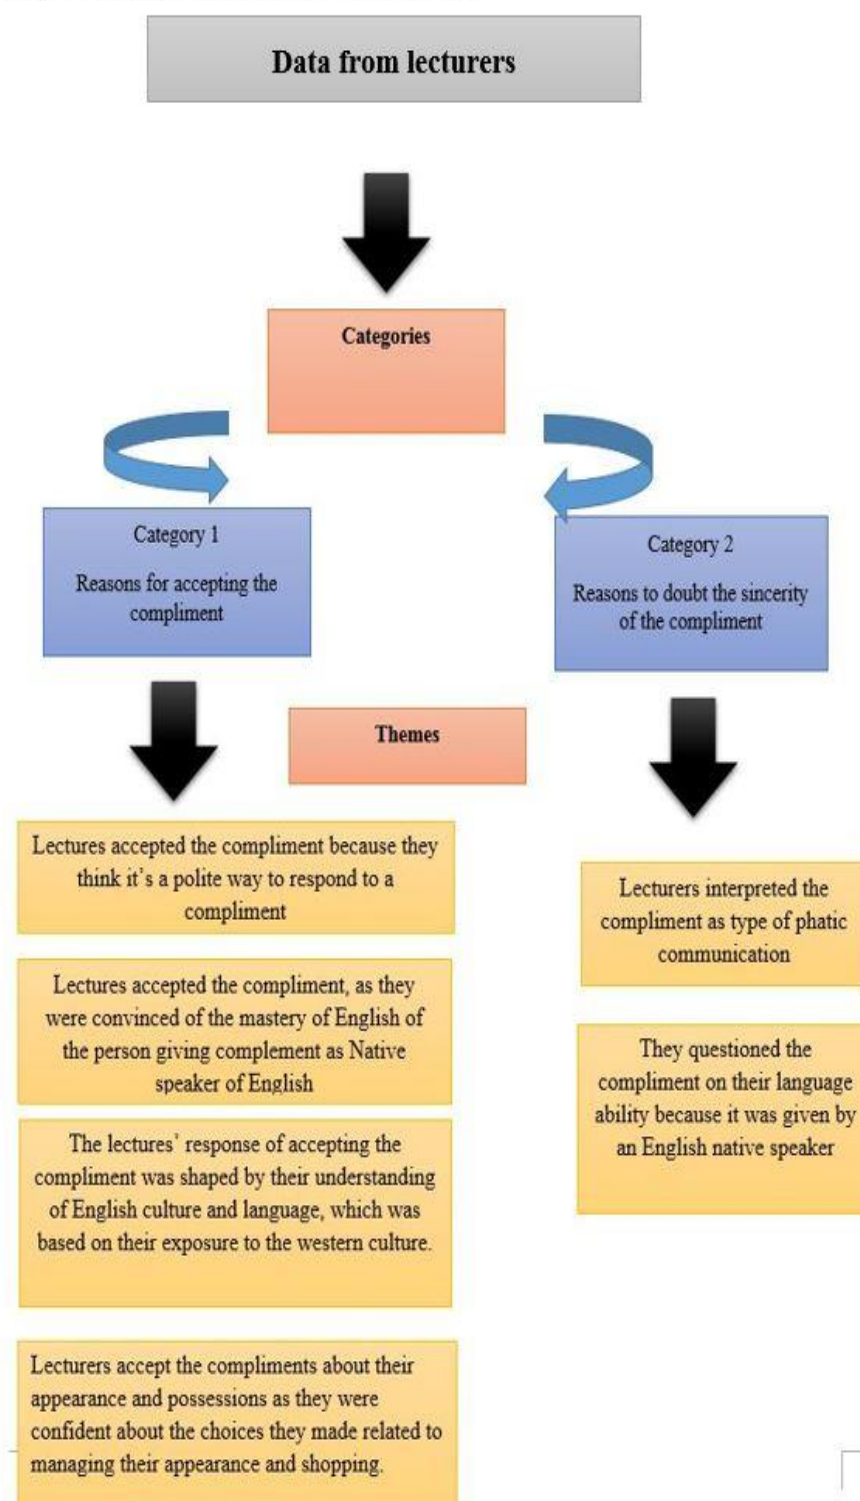 Data from lecturers
Categories
Category 1
Reasons for accepting the
compliment
Category 2
Reasons to doubt the sincerity
of the compliment
Themes
Lectures accepted the compliment because they
think it's a polite way to respond to a
compliment
Lectures accepted the compliment, as they
were convinced of the mastery of English of
the person giving complement as Native
speaker of English
The lectures' response of accepting the
compliment was shaped by their understanding
of English culture and language, which was
based on their exposure to the western culture.
Lecturers accept the compliments about their
appearance and possessions as they were
confident about the choices they made related to
managing their appearance and shopping.
Lecturers interpreted the
compliment as type of phatic
communication
They questioned the
compliment on their language
ability because it was given by
an English native speaker